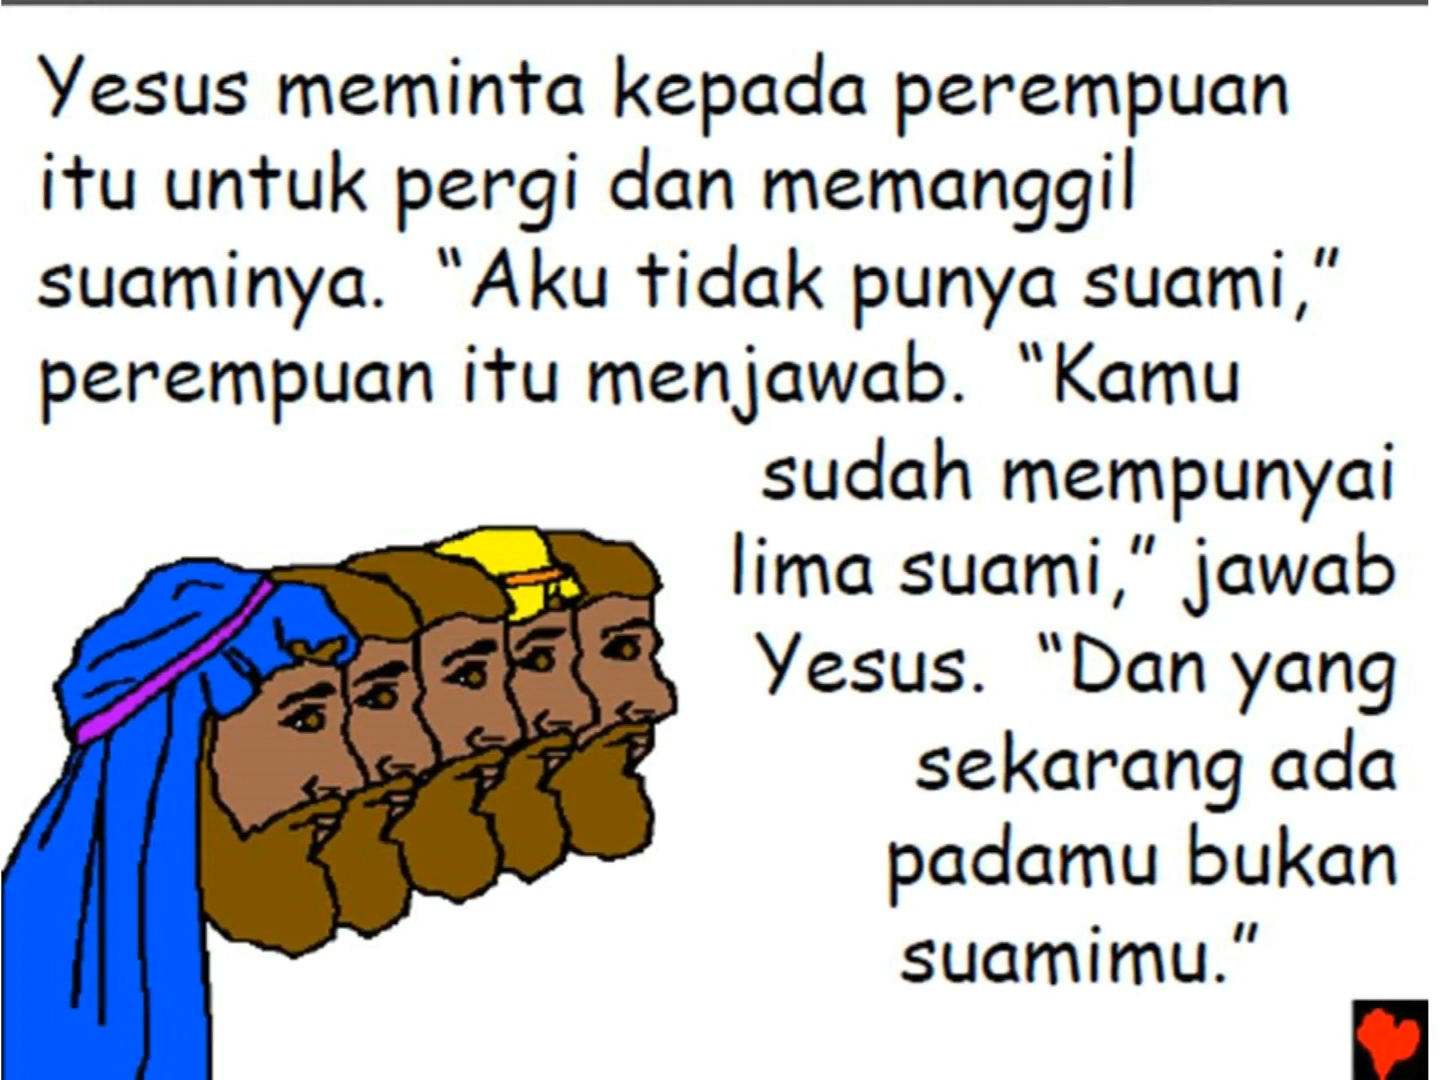 Yesus meminta kepada perempuan
itu untuk pergi dan memanggil
suaminya. “Aku tidak punya suami,”
perempuan itu menjawab. “Kamu
sudah mempunyai
lima suami,” jawab
Yesus. “Dan yang
sekarang ada
padamu bukan
suamimu.”